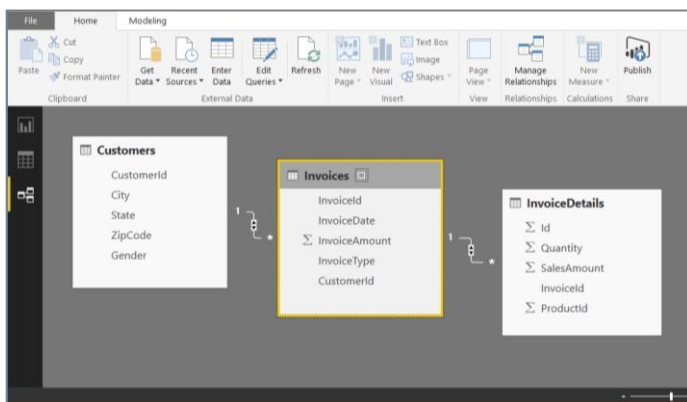 File Home Modeling
Cut
Copy
Format Painter
Paste
Get Data
Recent Sources
Enter Data
Edit Queries
Refresh
New Page
New Visual
Text Box
Image
Shapes
Page View
Manage Relationships
New Measure
Publish
Clipboard External Data Insert View Relationships Calculations Share
Customers
CustomerId
City
State
ZipCode
Gender
1
*
Invoices
InvoiceId
InvoiceDate
Σ InvoiceAmount
InvoiceType
CustomerId
1
*
InvoiceDetails
Σ Id
Σ Quantity
Σ SalesAmount
InvoiceId
Σ ProductId